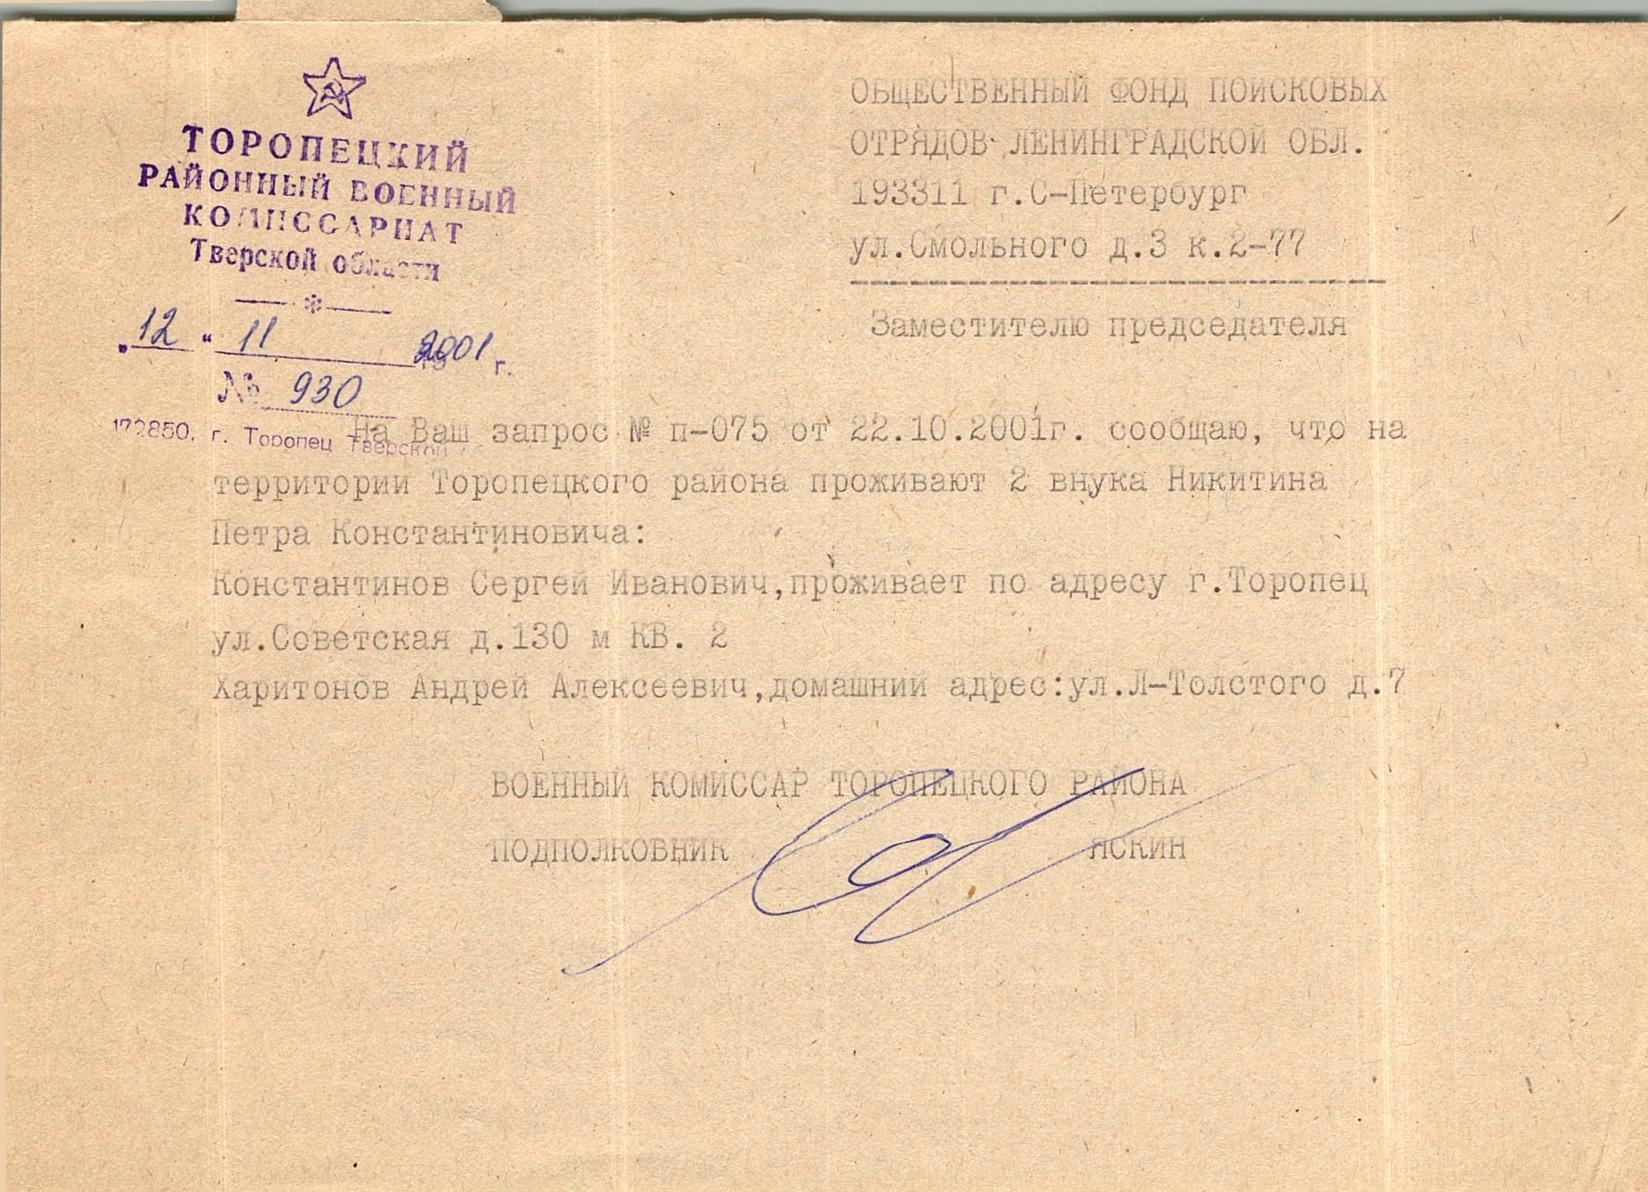 ТОРОПЕЦКИЙ
РАЙОННЫЙ ВОЕННЫЙ
КОМИССАРИАТ
Тверской области
„12“ 11 2001 г.
№ 930
172850, г. Торопец Тверской
ОБЩЕСТВЕННЫЙ ФОНД ПОИСКОВЫХ
ОТРЯДОВ ЛЕНИНГРАДСКОЙ ОБЛ.
193311 г.С-Петербург
ул.Смольного д.3 к.2-77
Заместителю председателя
На Ваш запрос № п-075 от 22.10.2001г. сообщаю, что на
территории Торопецкого района проживают 2 внука Никитина
Петра Константиновича:
Константинов Сергей Иванович,проживает по адресу г.Торопец
ул.Советская д.130 м КВ. 2
Харитонов Андрей Алексеевич,домашний адрес:ул.Л-Толстого д.7
ВОЕННЫЙ КОМИССАР ТОРОПЕЦКОГО РАЙОНА
ПОДПОЛКОВНИК ЯСКИН